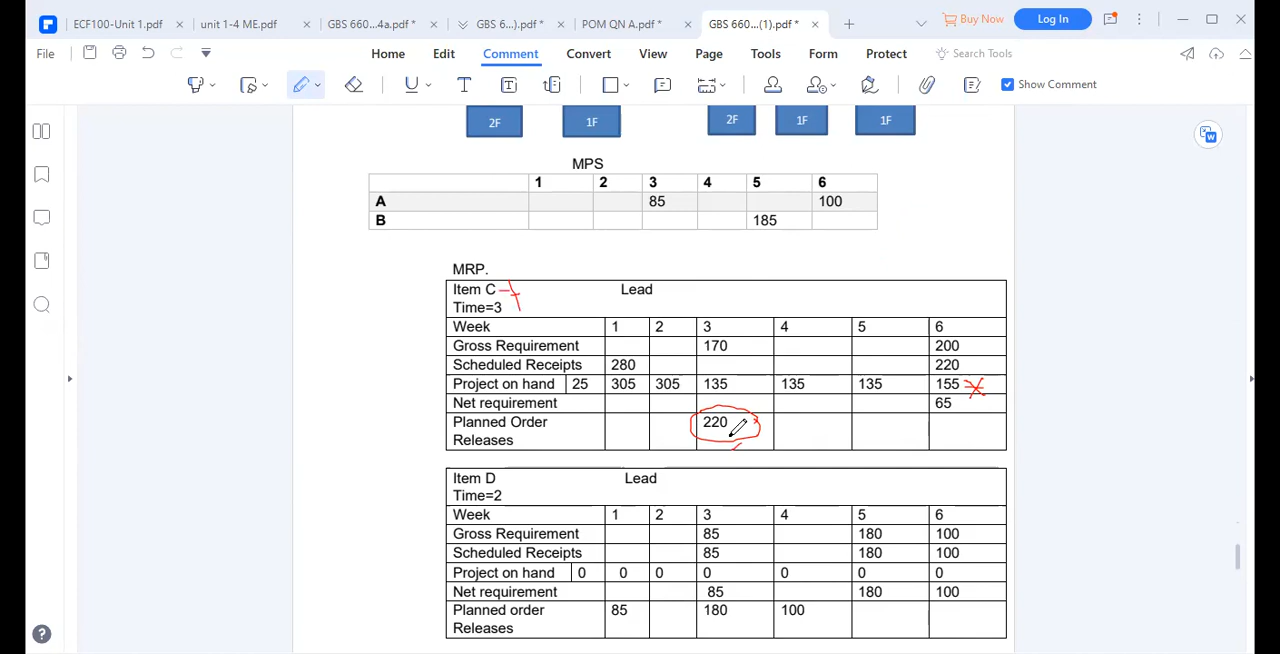 ECF100-Unit 1.pdf × unit 1-4 ME.pdf × GBS 660....4a.pdf * × GBS 6...).pdf * × POM QN A.pdf * × GBS 660...(1).pdf * × + Buy Now Log In
File Home Edit Comment Convert View Page Tools Form Protect Search Tools
Show Comment
2F 1F 2F 1F 1F
MPS
1 2 3 4 5 6
A 85 100
B 185
MRP.
Item C Lead
Time=3
Week 1 2 3 4 5 6
Gross Requirement 170 200
Scheduled Receipts 280 220
Project on hand 25 305 305 135 135 135 155
Net requirement 65
Planned Order 220
Releases
Item D Lead
Time=2
Week 1 2 3 4 5 6
Gross Requirement 85 180 100
Scheduled Receipts 85 180 100
Project on hand 0 0 0 0 0 0 0
Net requirement 85 180 100
Planned order 85 180 100
Releases